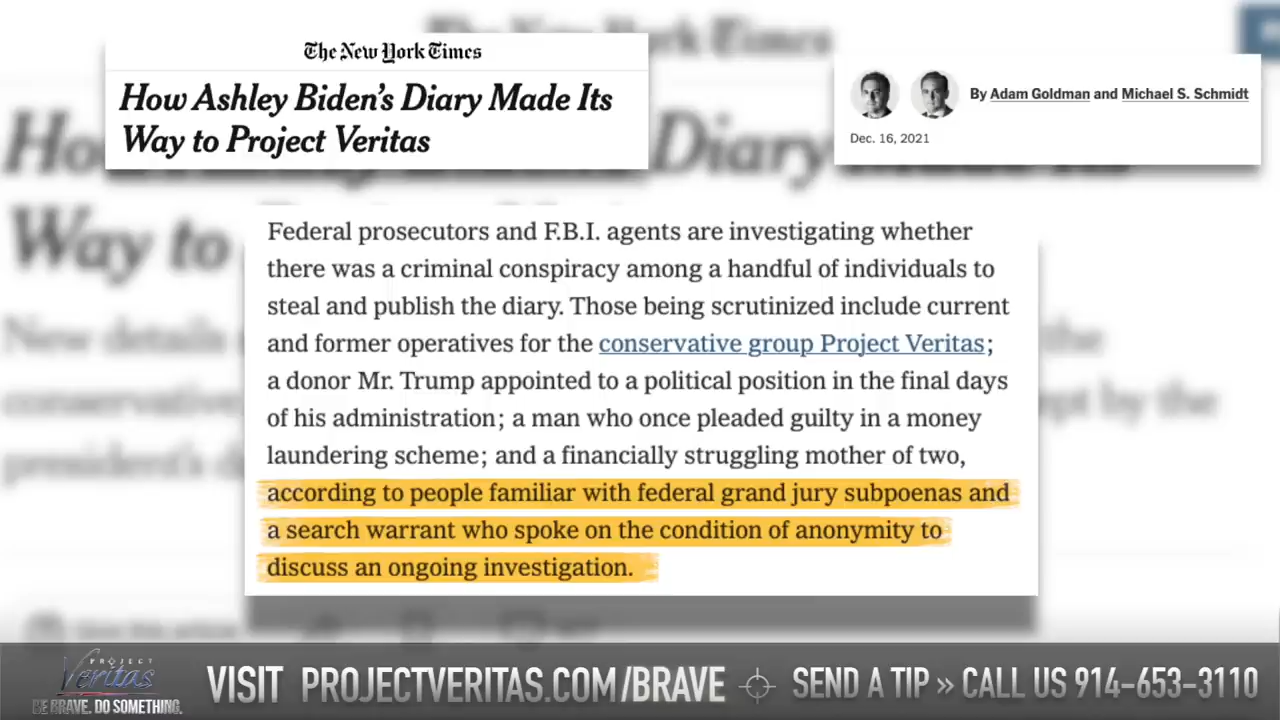 The New York Times
How Ashley Biden's Diary Made Its
Way to Project Veritas
By Adam Goldman and Michael S. Schmidt
Dec. 16, 2021
Federal prosecutors and F.B.I. agents are investigating whether
there was a criminal conspiracy among a handful of individuals to
steal and publish the diary. Those being scrutinized include current
and former operatives for the conservative group Project Veritas;
a donor Mr. Trump appointed to a political position in the final days
of his administration; a man who once pleaded guilty in a money
laundering scheme; and a financially struggling mother of two,
according to people familiar with federal grand jury subpoenas and
a search warrant who spoke on the condition of anonymity to
discuss an ongoing investigation.
PROJECT
Veritas
BE BRAVE. DO SOMETHING.
VISIT PROJECTVERITAS.COM/BRAVE
SEND A TIP » CALL US 914-653-3110